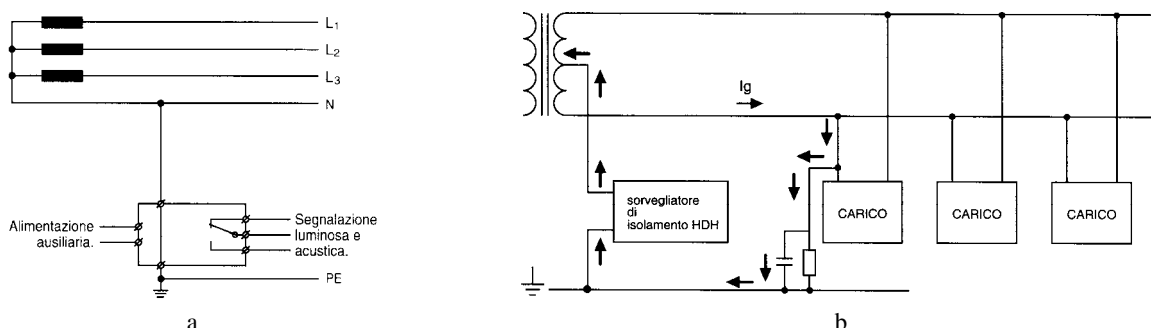 L₁
L₂
L₃
N
Alimentazione
ausiliaria.
Segnalazione
luminosa e
acustica.
PE
a
Ig
sorvegliatore
di
isolamento HDH
CARICO
CARICO
CARICO
b